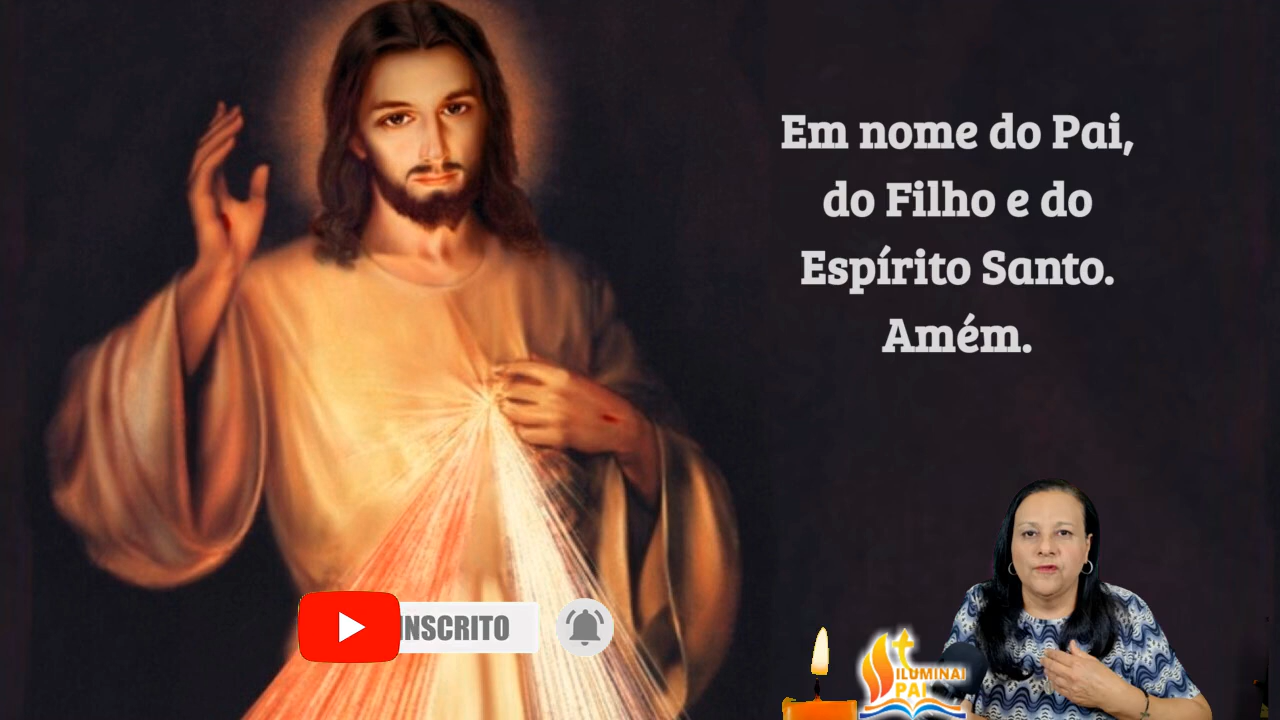 Em nome do Pai,
do Filho e do
Espírito Santo.
Amém.
INSCRITO
ILUMINAI
PAI